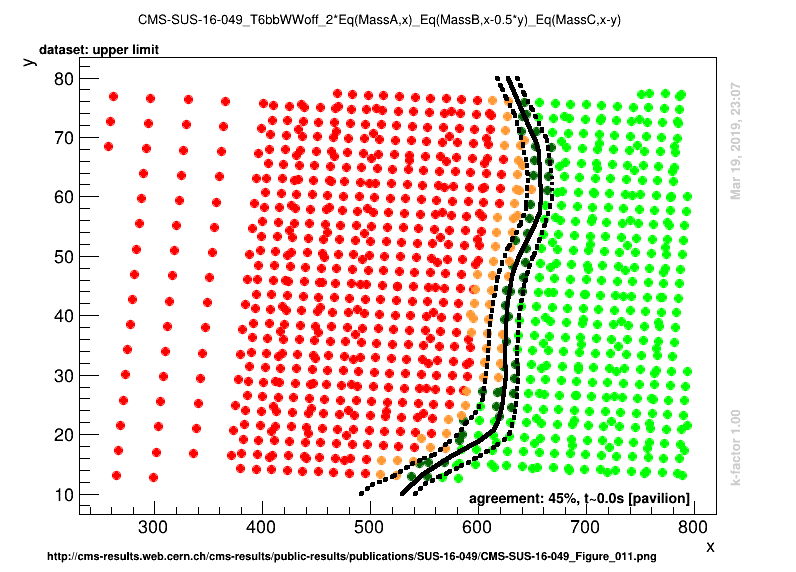 CMS-SUS-16-049_T6bbWWoff_2*Eq(MassA,x)_Eq(MassB,x-0.5*y)_Eq(MassC,x-y)
dataset: upper limit
y
80
70
60
50
40
30
20
10
300
400
500
600
700
800
x
agreement: 45%, t~0.0s [pavilion]
Mar 19, 2019, 23:07
k-factor 1.00
http://cms-results.web.cern.ch/cms-results/public-results/publications/SUS-16-049/CMS-SUS-16-049_Figure_011.png